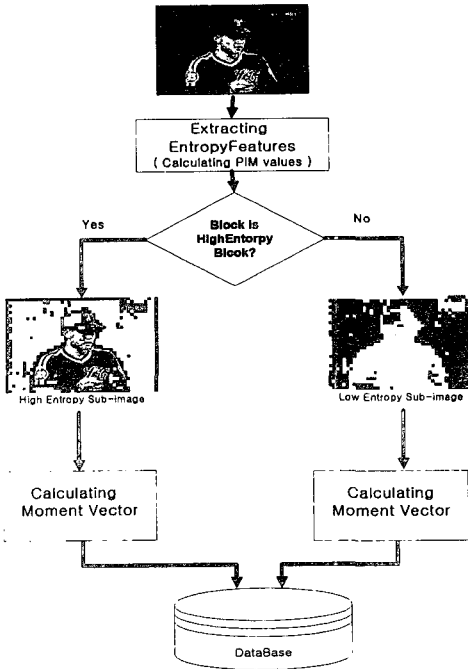 Extracting
EntropyFeatures
( Calculating PIM values )
Yes
No
Block is
HighEntorpy
Blcok?
High Entropy Sub-image
Low Entropy Sub-image
Calculating
Moment Vector
Calculating
Moment Vector
DataBase